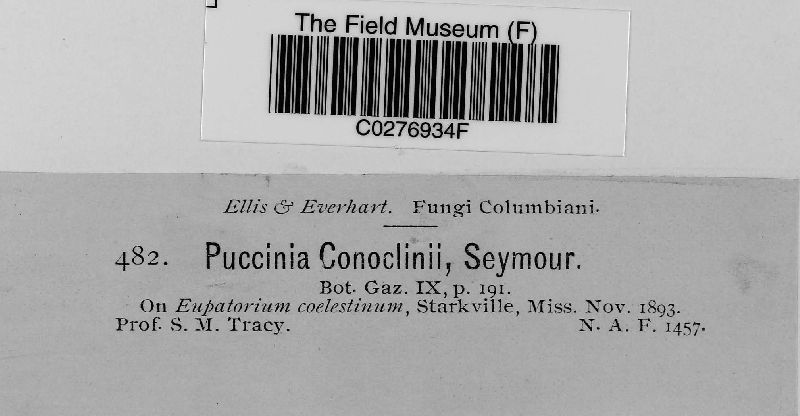 The Field Museum (F)
C0276934F
Ellis & Everhart. Fungi Columbiani.
482. Puccinia Conoclinii, Seymour.
Bot. Gaz. IX, p. 191.
On Eupatorium coelestinum, Starkville, Miss. Nov. 1893.
Prof. S. M. Tracy. N. A. F. 1457.